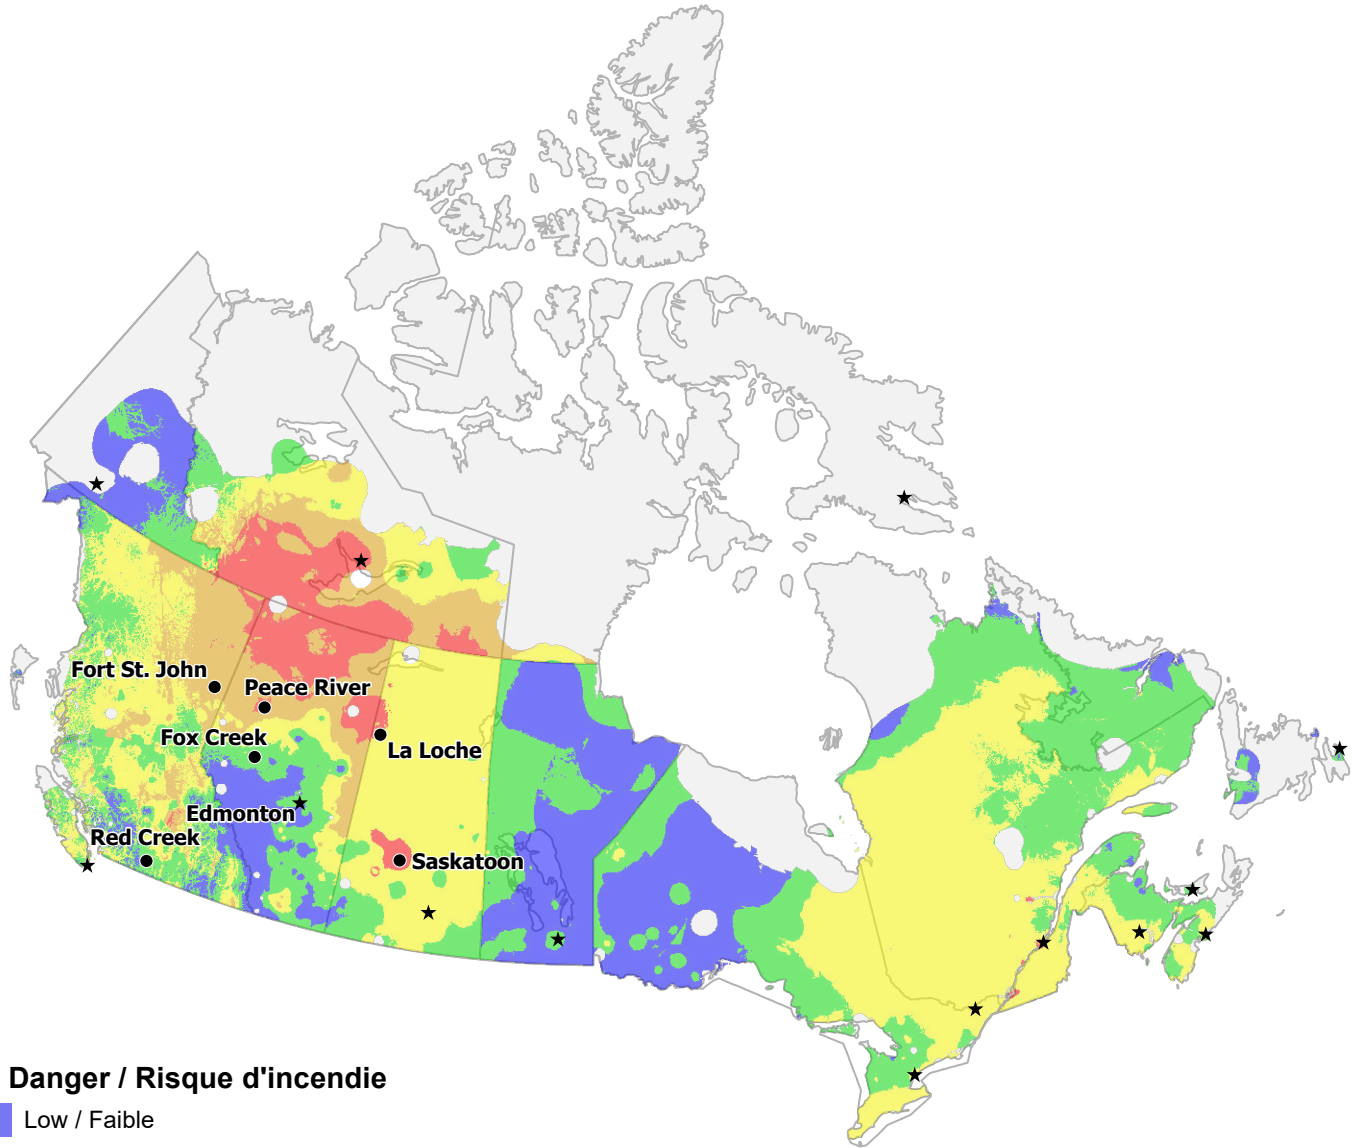 Fort St. John
Peace River
Fox Creek
La Loche
Edmonton
Red Creek
Saskatoon
Danger / Risque d'incendie
Low / Faible